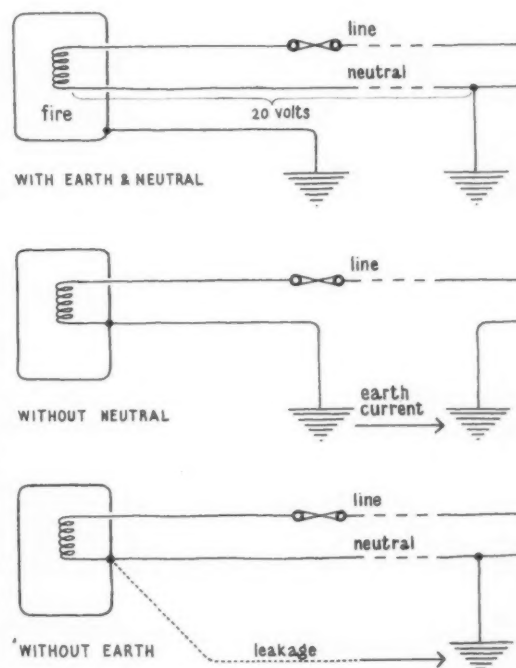 line
neutral
fire
20 volts
WITH EARTH & NEUTRAL
line
earth
current
WITHOUT NEUTRAL
line
neutral
WITHOUT EARTH
leakage